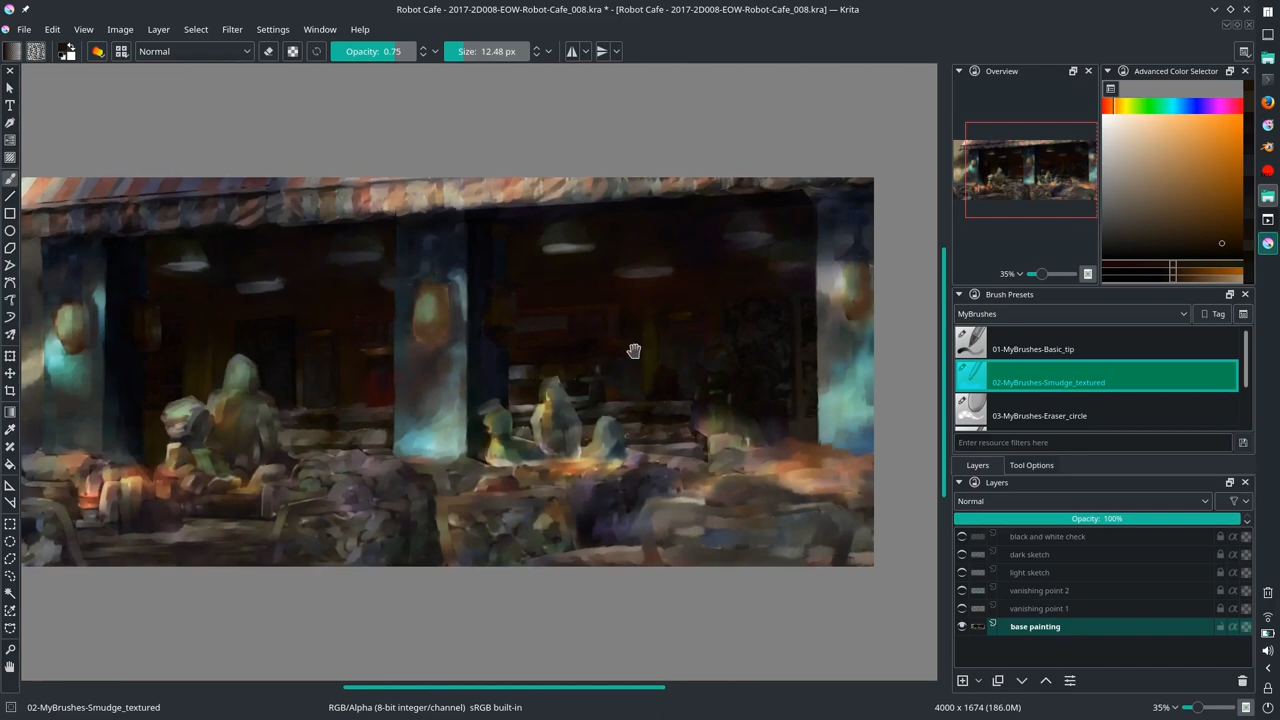 Robot Cafe - 2017-2D008-EOW-Robot-Cafe_008.kra * - [Robot Cafe - 2017-2D008-EOW-Robot-Cafe_008.kra] — Krita
File Edit View Image Layer Select Filter Settings Window Help
Normal Opacity: 0.75 Size: 12.48 px
Overview
Advanced Color Selector
35%
Brush Presets
MyBrushes Tag
01-MyBrushes-Basic_tip
02-MyBrushes-Smudge_textured
03-MyBrushes-Eraser_circle
Enter resource filters here
Layers Tool Options
Layers
Normal
Opacity: 100%
black and white check
dark sketch
light sketch
vanishing point 2
vanishing point 1
base painting
02-MyBrushes-Smudge_textured RGB/Alpha (8-bit integer/channel) sRGB built-in 4000 x 1674 (186.0M) 35%